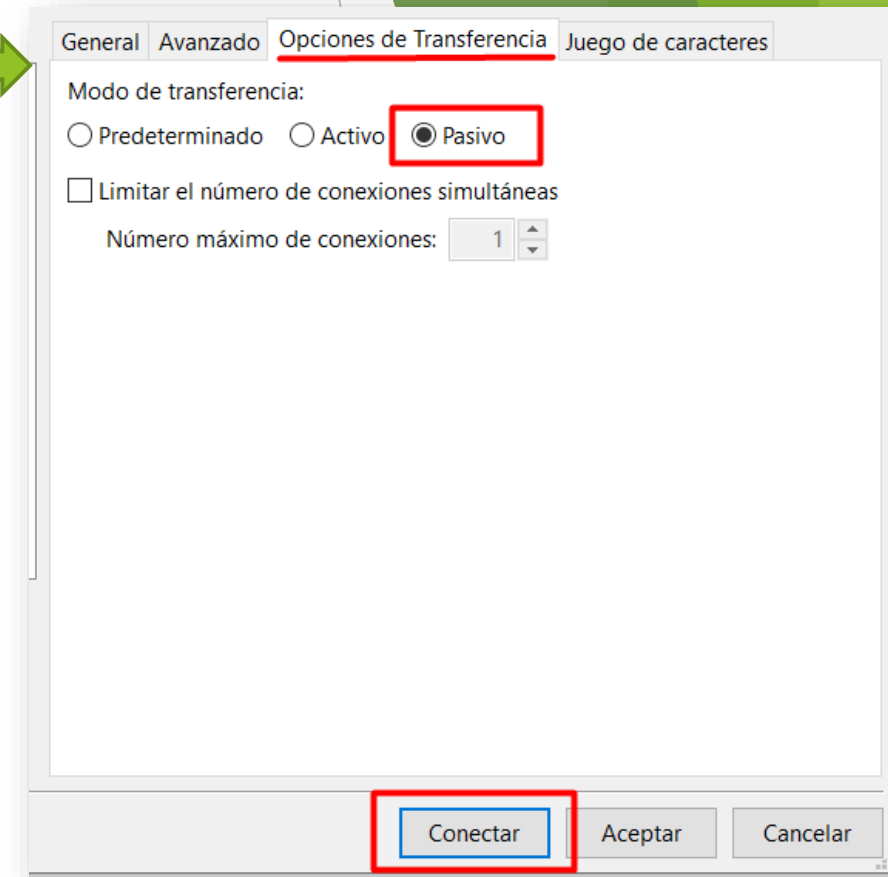 General Avanzado Opciones de Transferencia Juego de caracteres
Modo de transferencia:
Predeterminado Activo Pasivo
Limitar el número de conexiones simultáneas
Número máximo de conexiones: 1
Conectar Aceptar Cancelar